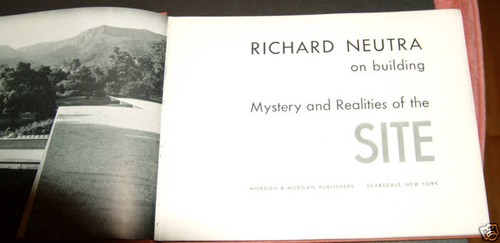 RICHARD NEUTRA
on building
Mystery and Realities of the
SITE
MORGAN & MORGAN, PUBLISHERS SCARSDALE, NEW YORK